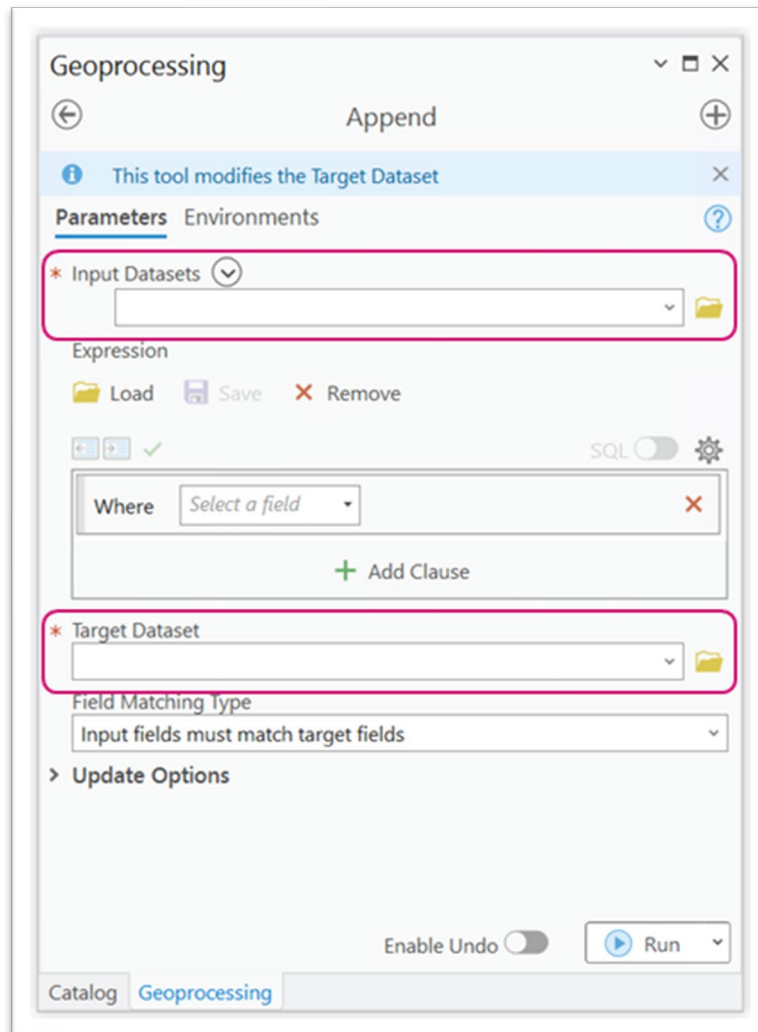 Geoprocessing
Append
This tool modifies the Target Dataset
Parameters Environments
* Input Datasets
Expression
Load Save Remove
SQL
Where Select a field
Add Clause
* Target Dataset
Field Matching Type
Input fields must match target fields
Update Options
Enable Undo Run
Catalog Geoprocessing